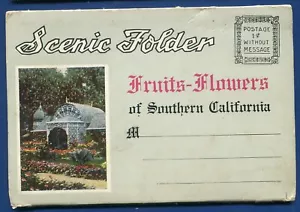 Scenic Folder
POSTAGE
1¢
WITHOUT
MESSAGE
Fruits-Flowers
of Southern California
M